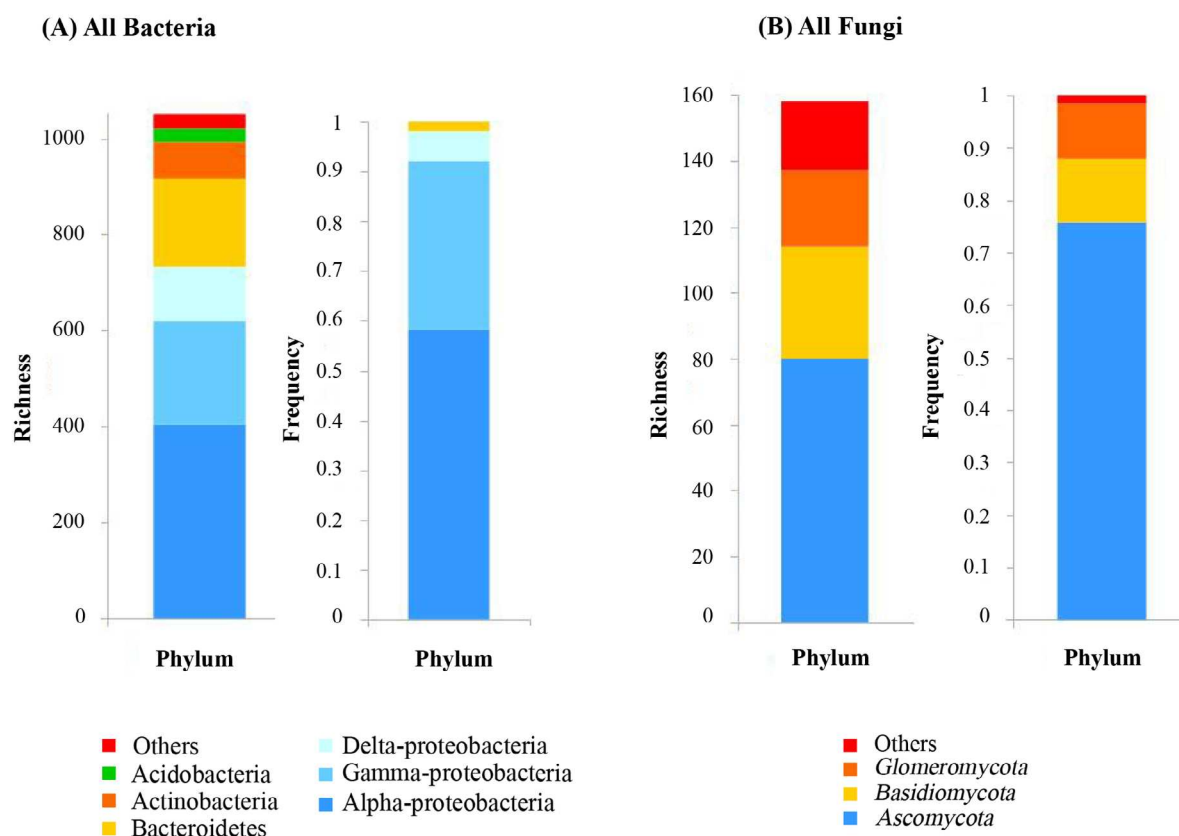 (A) All Bacteria
(B) All Fungi
1000
800
600
400
200
0
Richness
Phylum
1
0.9
0.8
0.7
0.6
0.5
0.4
0.3
0.2
0.1
0
Frequency
Phylum
160
140
120
100
80
60
40
20
0
Richness
Phylum
1
0.9
0.8
0.7
0.6
0.5
0.4
0.3
0.2
0.1
0
Frequency
Phylum
Others
Acidobacteria
Actinobacteria
Bacteroidetes
Delta-proteobacteria
Gamma-proteobacteria
Alpha-proteobacteria
Others
Glomeromycota
Basidiomycota
Ascomycota